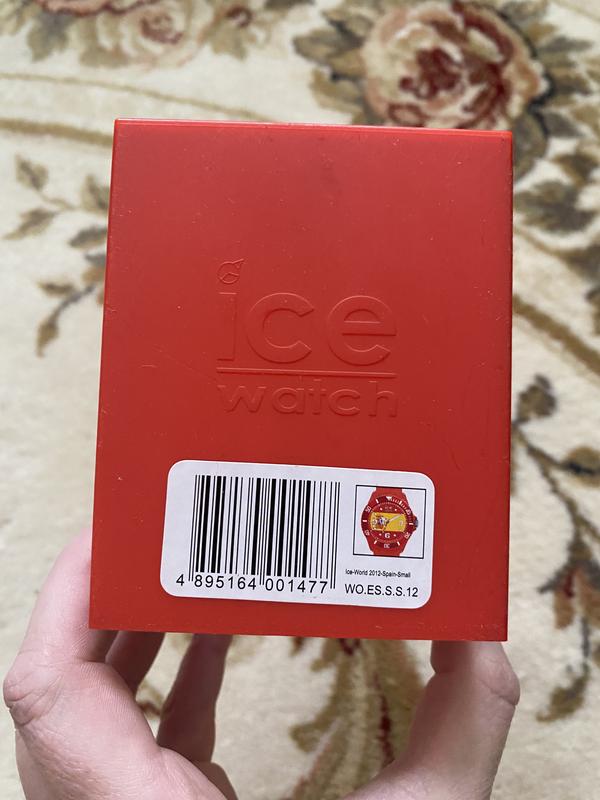 ice
watch
4 895164 001477
Ice-World 2012-Spain-Small
WO.ES.S.S.12